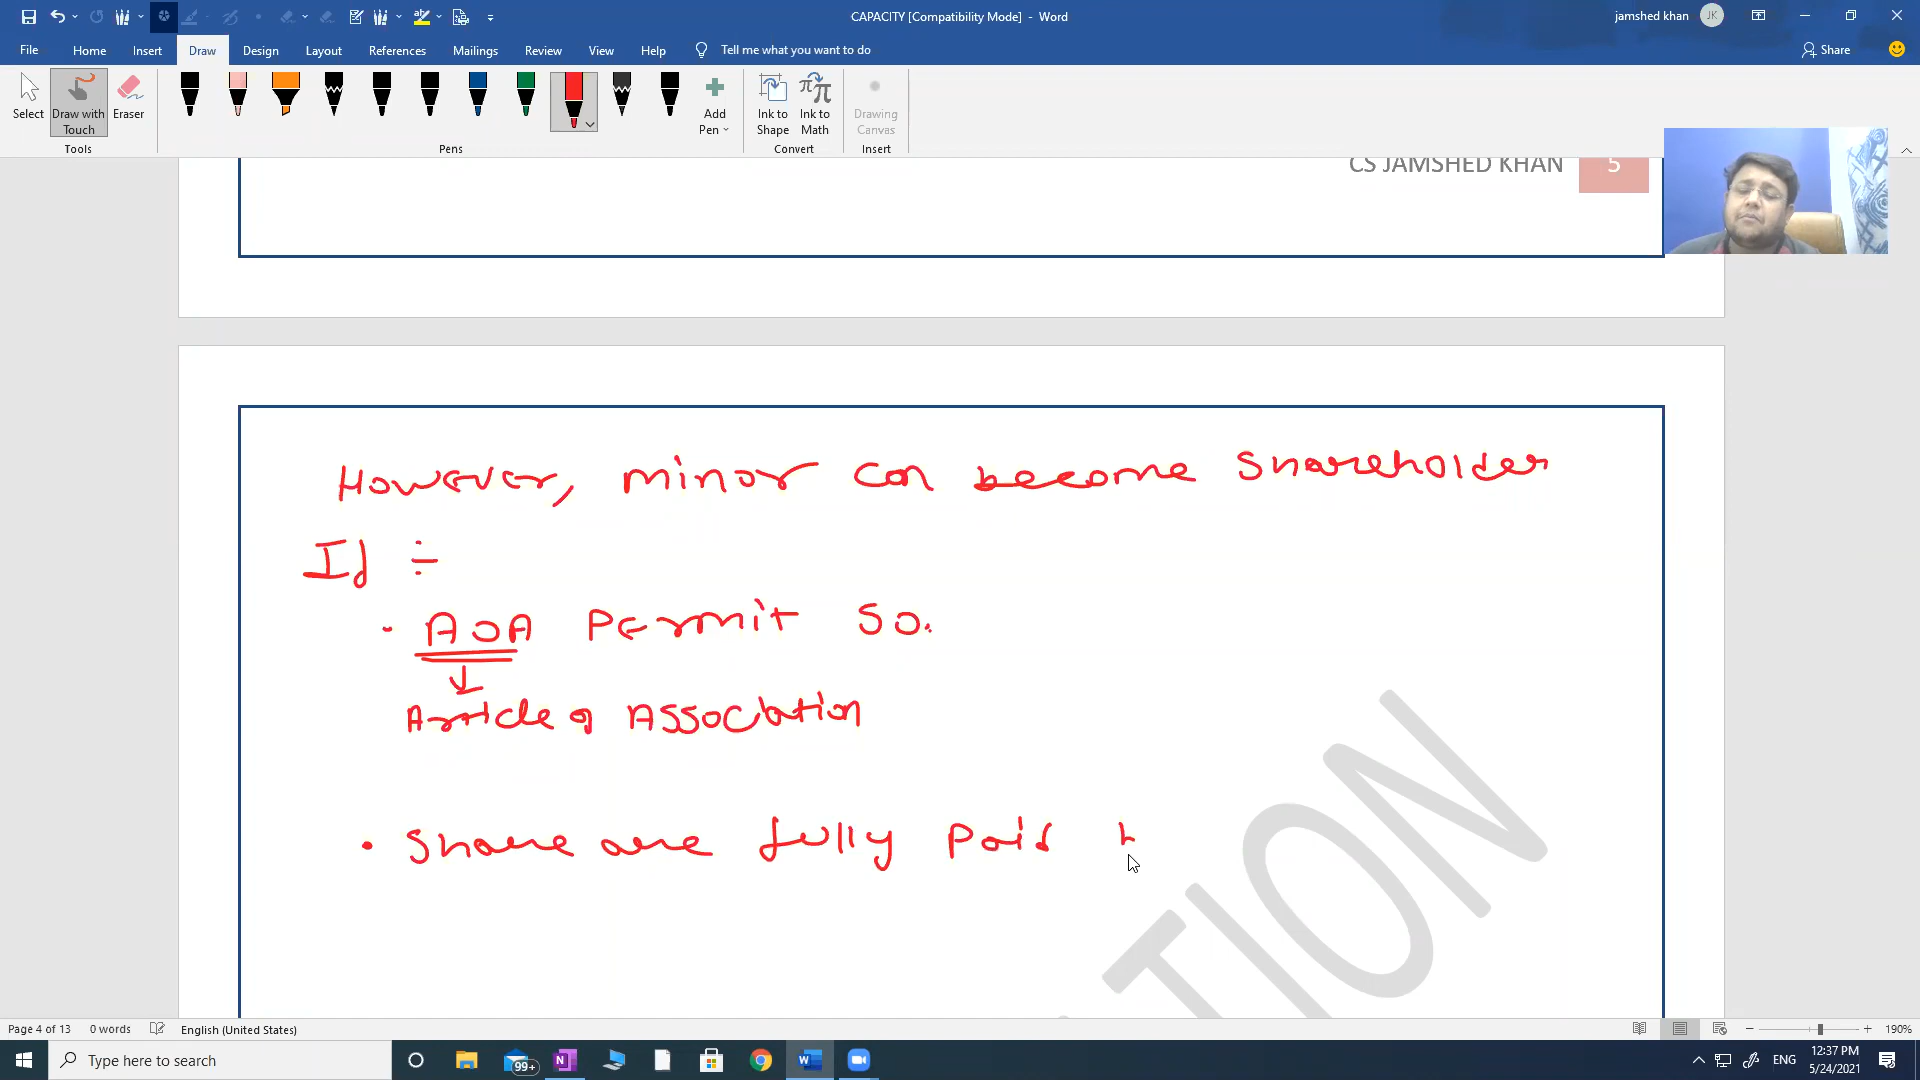 CAPACITY [Compatibility Mode] - Word
jamshed khan JK
File Home Insert Draw Design Layout References Mailings Review View Help Tell me what you want to do Share
Select Draw with Touch Eraser Add Pen Ink to Shape Ink to Math Drawing Canvas
Tools Pens Convert Insert
CS JAMSHED KHAN 5
However, minor can become Shareholder
If :-
• AOA Permit So.
Article of Association
• Share are fully Paid
TION
Page 4 of 13 0 words English (United States) 190%
Type here to search 99+ ENG 12:37 PM
5/24/2021